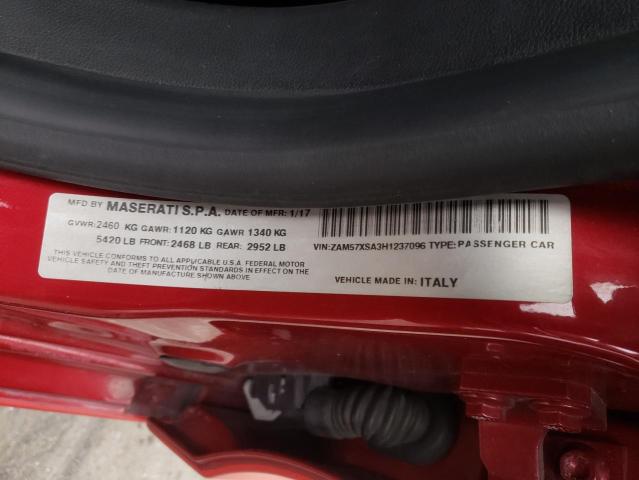 MFD BY MASERATI S.P.A. DATE OF MFR: 1/17
GVWR: 2460 KG GAWR: 1120 KG GAWR 1340 KG
5420 LB FRONT: 2468 LB REAR: 2952 LB
VIN: ZAM57XSA3H1237096 TYPE: PASSENGER CAR
THIS VEHICLE CONFORMS TO ALL APPLICABLE U.S.A. FEDERAL MOTOR
VEHICLE SAFETY AND THEFT PREVENTION STANDARDS IN EFFECT ON THE
DATE OF MANUFACTURE SHOWN ABOVE
VEHICLE MADE IN: ITALY